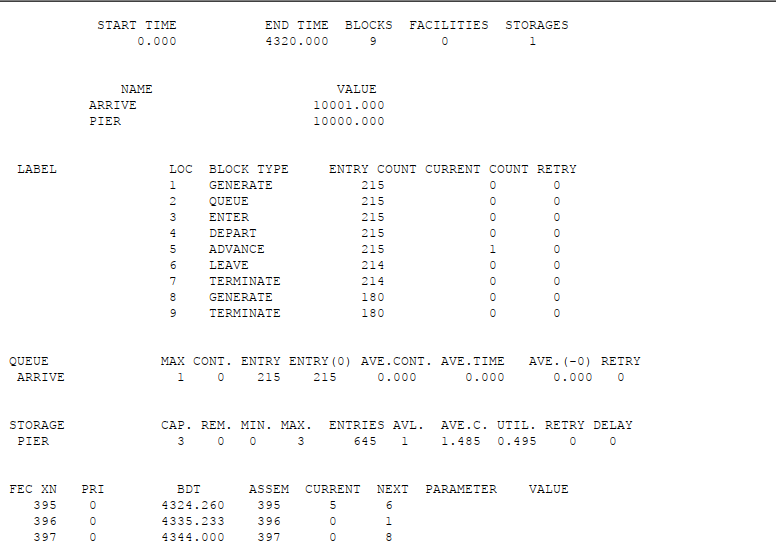 START TIME END TIME BLOCKS FACILITIES STORAGES
0.000 4320.000 9 0 1
NAME VALUE
ARRIVE 10001.000
PIER 10000.000
LABEL LOC BLOCK TYPE ENTRY COUNT CURRENT COUNT RETRY
1 GENERATE 215 0 0
2 QUEUE 215 0 0
3 ENTER 215 0 0
4 DEPART 215 0 0
5 ADVANCE 215 1 0
6 LEAVE 214 0 0
7 TERMINATE 214 0 0
8 GENERATE 180 0 0
9 TERMINATE 180 0 0
QUEUE MAX CONT. ENTRY ENTRY(0) AVE.CONT. AVE.TIME AVE.(-0) RETRY
ARRIVE 1 0 215 215 0.000 0.000 0.000 0
STORAGE CAP. REM. MIN. MAX. ENTRIES AVL. AVE.C. UTIL. RETRY DELAY
PIER 3 0 0 3 645 1 1.485 0.495 0 0
FEC XN PRI BDT ASSEM CURRENT NEXT PARAMETER VALUE
395 0 4324.260 395 5 6
396 0 4335.233 396 0 1
397 0 4344.000 397 0 8